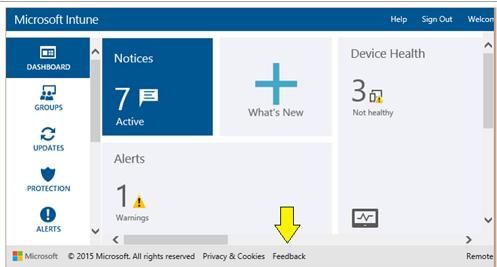 Microsoft Intune
Help Sign Out Welcon
DASHBOARD
GROUPS
UPDATES
PROTECTION
ALERTS
Notices
7
Active
What's New
Device Health
3
Not healthy
Alerts
1
Warnings
Microsoft © 2015 Microsoft. All rights reserved Privacy & Cookies Feedback Remote